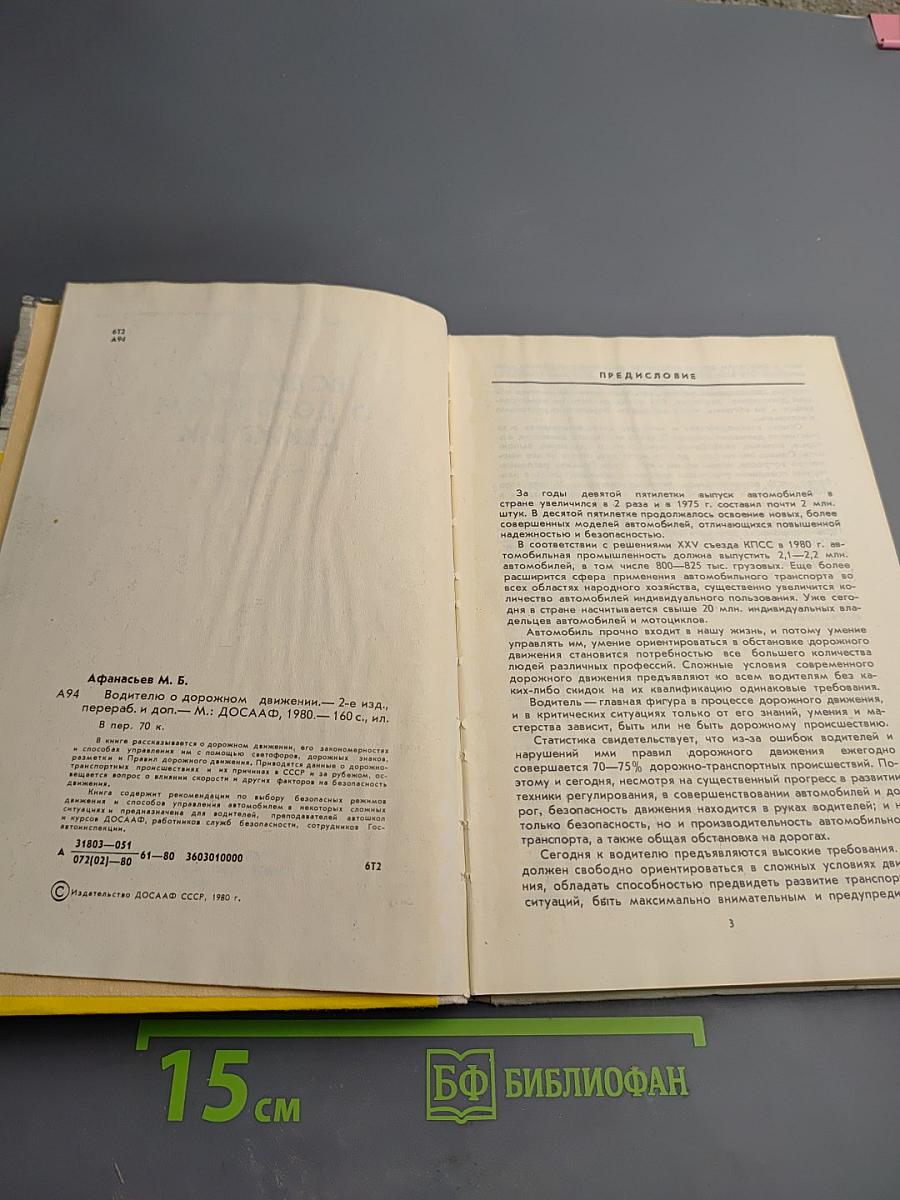 6Т2
А94
Афанасьев М. Б.
А94 Водителю о дорожном движении.— 2-е изд.,
перераб. и доп.— М.: ДОСААФ, 1980.— 160 с., ил.
В пер. 70 к.
В книге рассказывается о дорожном движении, его закономерностях
и способах управления им с помощью светофоров, дорожных знаков,
разметки и Правил дорожного движения. Приводятся данные о дорожно-
транспортных происшествиях и их причинах в СССР и за рубежом, ос-
вещается вопрос о влиянии скорости и других факторов на безопасность
движения.
Книга содержит рекомендации по выбору безопасных режимов
движения и способов управления автомобилем в некоторых сложных
ситуациях и предназначена для водителей, преподавателей автошкол
и курсов ДОСААФ, работников служб безопасности, сотрудников Гос-
автоинспекции.
А 31803—051
072(02)—80 61—80 3603010000
6Т2
© Издательство ДОСААФ СССР, 1980 г.
ПРЕДИСЛОВИЕ
За годы девятой пятилетки выпуск автомобилей в
стране увеличился в 2 раза и в 1975 г. составил почти 2 млн.
штук. В десятой пятилетке продолжалось освоение новых, более
совершенных моделей автомобилей, отличающихся повышенной
надежностью и безопасностью.
В соответствии с решениями XXV съезда КПСС в 1980 г. ав-
томобильная промышленность должна выпустить 2,1—2,2 млн.
автомобилей, в том числе 800—825 тыс. грузовых. Еще более
расширится сфера применения автомобильного транспорта во
всех областях народного хозяйства, существенно увеличится ко-
личество автомобилей индивидуального пользования. Уже сего-
дня в стране насчитывается свыше 20 млн. индивидуальных вла-
дельцев автомобилей и мотоциклов.
Автомобиль прочно входит в нашу жизнь, и потому умение
управлять им, умение ориентироваться в обстановке дорожного
движения становится потребностью все большего количества
людей различных профессий. Сложные условия современного
дорожного движения предъявляют ко всем водителям без ка-
ких-либо скидок на их квалификацию одинаковые требования.
Водитель — главная фигура в процессе дорожного движения,
и в критических ситуациях только от его знаний, умения и ма-
стерства зависит, быть или не быть дорожному происшествию.
Статистика свидетельствует, что из-за ошибок водителей и
нарушений ими правил дорожного движения ежегодно
совершается 70—75% дорожно-транспортных происшествий. По-
этому и сегодня, несмотря на существенный прогресс в развитии
техники регулирования, в совершенствовании автомобилей и до
рог, безопасность движения находится в руках водителей; и н
только безопасность, но и производительность автомобильно
транспорта, а также общая обстановка на дорогах.
Сегодня к водителю предъявляются высокие требования.
должен свободно ориентироваться в сложных условиях дви
ния, обладать способностью предвидеть развитие транспор
ситуаций, быть максимально внимательным и предупреди
3
15 см
БФ БИБЛИОФАН